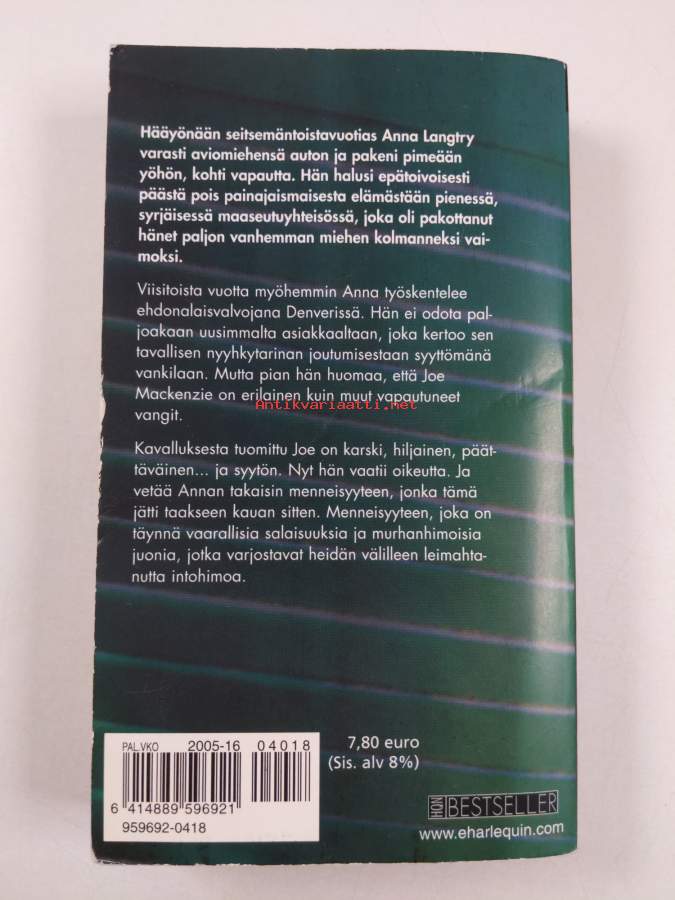 Hääyönään seitsemäntoistavuotias Anna Langtry
varasti aviomiehensä auton ja pakeni pimeään
yöhön, kohti vapautta. Hän halusi epätoivoisesti
päästä pois painajaismaisesta elämästään pienessä,
syrjäisessä maaseutuyhteisössä, joka oli pakottanut
hänet paljon vanhemman miehen kolmanneksi vai-
moksi.
Viisitoista vuotta myöhemmin Anna työskentelee
ehdonalaisvalvojana Denverissä. Hän ei odota pal-
joakaan uusimmalta asiakkaaltaan, joka kertoo sen
tavallisen nyyhkytarinan joutumisestaan syyttömänä
vankilaan. Mutta pian hän huomaa, että Joe
Mackenzie on erilainen kuin muut vapautuneet
Antikvariaatti.net
vangit.
Kavalluksesta tuomittu Joe on karski, hiljainen, päät-
täväinen... ja syytön. Nyt hän vaatii oikeutta. Ja
vetää Annan takaisin menneisyyteen, jonka tämä
jätti taakseen kauan sitten. Menneisyyteen, joka on
täynnä vaarallisia salaisuuksia ja murhanhimoisia
juonia, jotka varjostavat heidän välilleen leimahta-
nutta intohimoa.
PAL.VKO 2005-16 04018
6 414889 596921
959692-0418
7,80 euro
(Sis. alv 8%)
HQN BESTSELLER
www.eharlequin.com